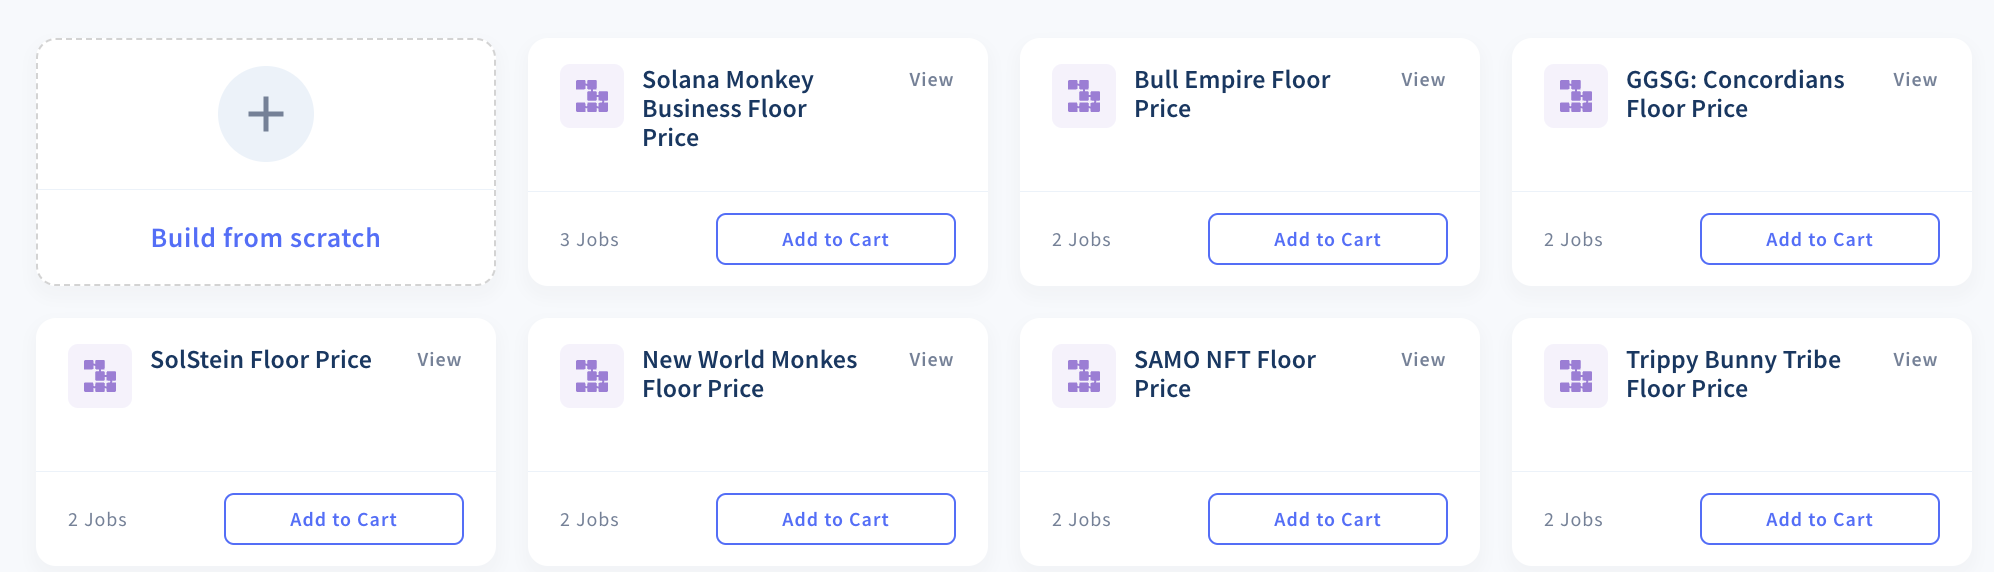 Build from scratch
Solana Monkey
Business Floor
Price
View
3 Jobs
Add to Cart
Bull Empire Floor
Price
View
2 Jobs
Add to Cart
GGSG: Concordians
Floor Price
View
2 Jobs
Add to Cart
SolStein Floor Price
View
2 Jobs
Add to Cart
New World Monkes
Floor Price
View
2 Jobs
Add to Cart
SAMO NFT Floor
Price
View
2 Jobs
Add to Cart
Trippy Bunny Tribe
Floor Price
View
2 Jobs
Add to Cart